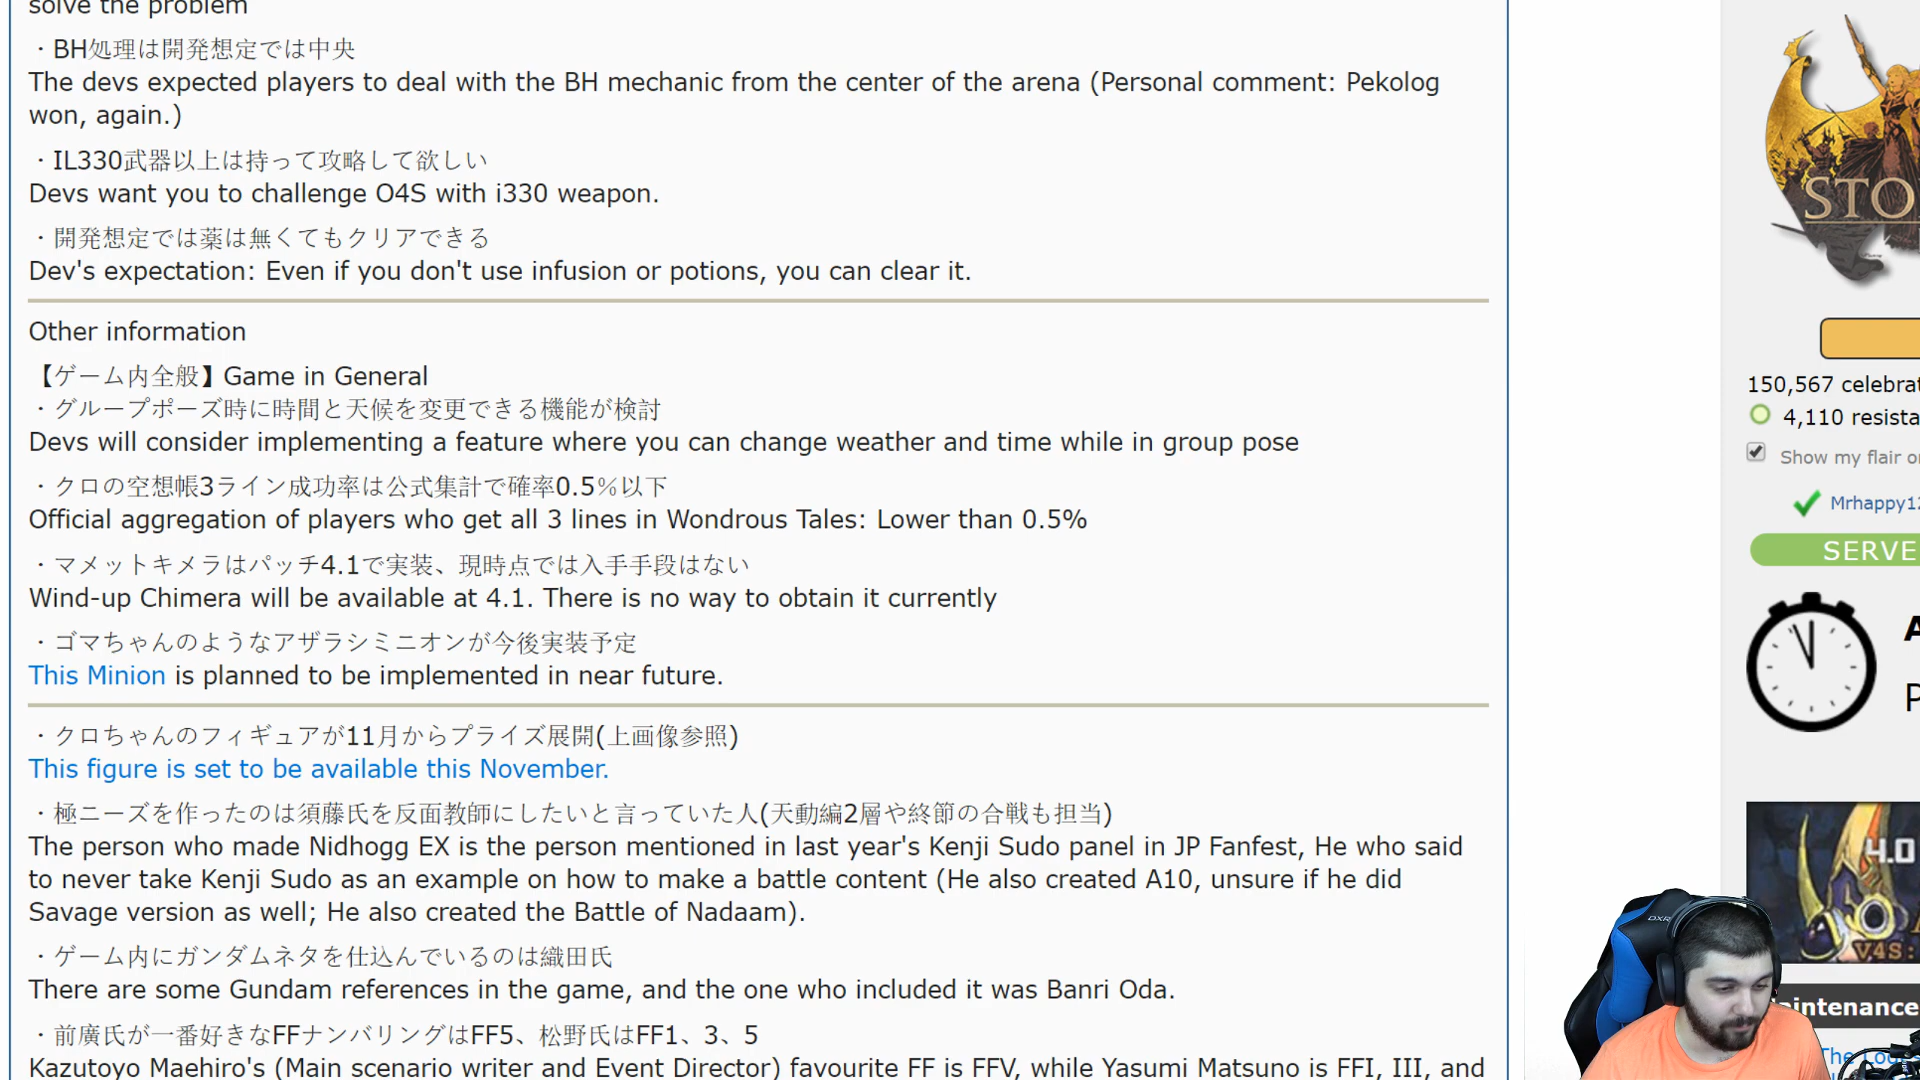 solve the problem
・BH処理は開発想定では中央
The devs expected players to deal with the BH mechanic from the center of the arena (Personal comment: Pekolog
won, again.)
・IL330武器以上は持って攻略して欲しい
Devs want you to challenge O4S with i330 weapon.
・開発想定では薬は無くてもクリアできる
Dev's expectation: Even if you don't use infusion or potions, you can clear it.
Other information
【ゲーム内全般】Game in General
・グループポーズ時に時間と天候を変更できる機能が検討
Devs will consider implementing a feature where you can change weather and time while in group pose
・クロの空想帳3ライン成功率は公式集計で確率0.5％以下
Official aggregation of players who get all 3 lines in Wondrous Tales: Lower than 0.5%
・マメットキメラはパッチ4.1で実装、現時点では入手手段はない
Wind-up Chimera will be available at 4.1. There is no way to obtain it currently
・ゴマちゃんのようなアザラシミニオンが今後実装予定
This Minion is planned to be implemented in near future.
・クロちゃんのフィギュアが11月からプライズ展開(上画像参照)
This figure is set to be available this November.
・極ニーズを作ったのは須藤氏を反面教師にしたいと言っていた人(天動編2層や終節の合戦も担当)
The person who made Nidhogg EX is the person mentioned in last year's Kenji Sudo panel in JP Fanfest, He who said
to never take Kenji Sudo as an example on how to make a battle content (He also created A10, unsure if he did
Savage version as well; He also created the Battle of Nadaam).
・ゲーム内にガンダムネタを仕込んでいるのは織田氏
There are some Gundam references in the game, and the one who included it was Banri Oda.
・前廣氏が一番好きなFFナンバリングはFF5、松野氏はFF1、3、5
Kazutoyo Maehiro's (Main scenario writer and Event Director) favourite FF is FFV, while Yasumi Matsuno is FFI, III, and
STO
150,567 celebrat
4,110 resista
Show my flair o
Mrhappy1
SERVE
A
P
4.0
V4S:
aintenance
The Lo
DXR